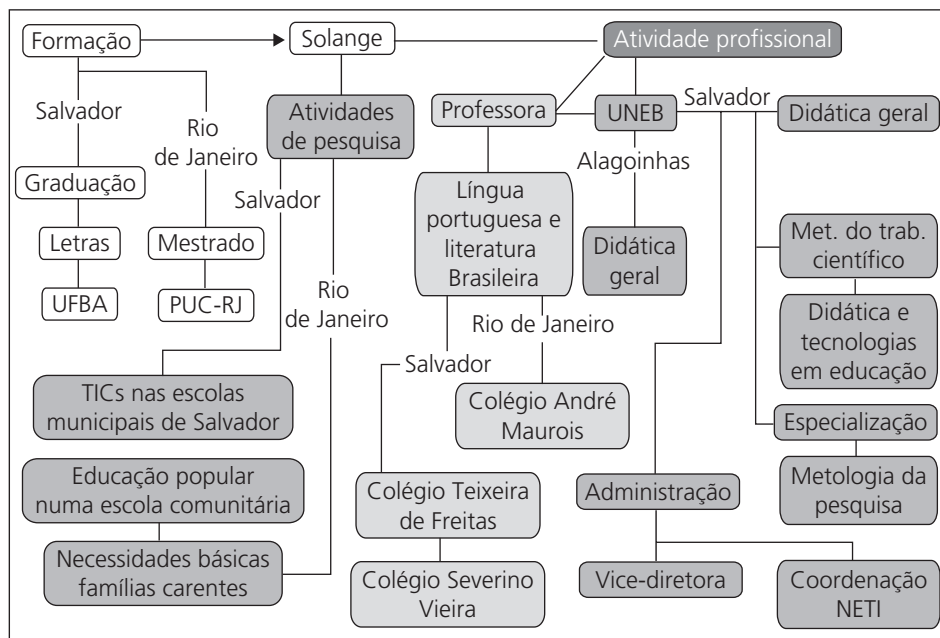 Formação
Solange
Atividade profissional
Salvador
Rio
de Janeiro
Graduação
Letras
UFBA
Mestrado
PUC-RJ
Atividades
de pesquisa
Salvador
Rio
de Janeiro
TICs nas escolas
municipais de Salvador
Educação popular
numa escola comunitária
Necessidades básicas
famílias carentes
Professora
Língua
portuguesa e
literatura
Brasileira
Salvador
Rio de Janeiro
Colégio André
Maurois
Colégio Teixeira
de Freitas
Colégio Severino
Vieira
UNEB
Alagoinhas
Didática
geral
Salvador
Didática geral
Met. do trab.
científico
Didática e
tecnologias
em educação
Especialização
Metologia da
pesquisa
Administração
Vice-diretora
Coordenação
NETI